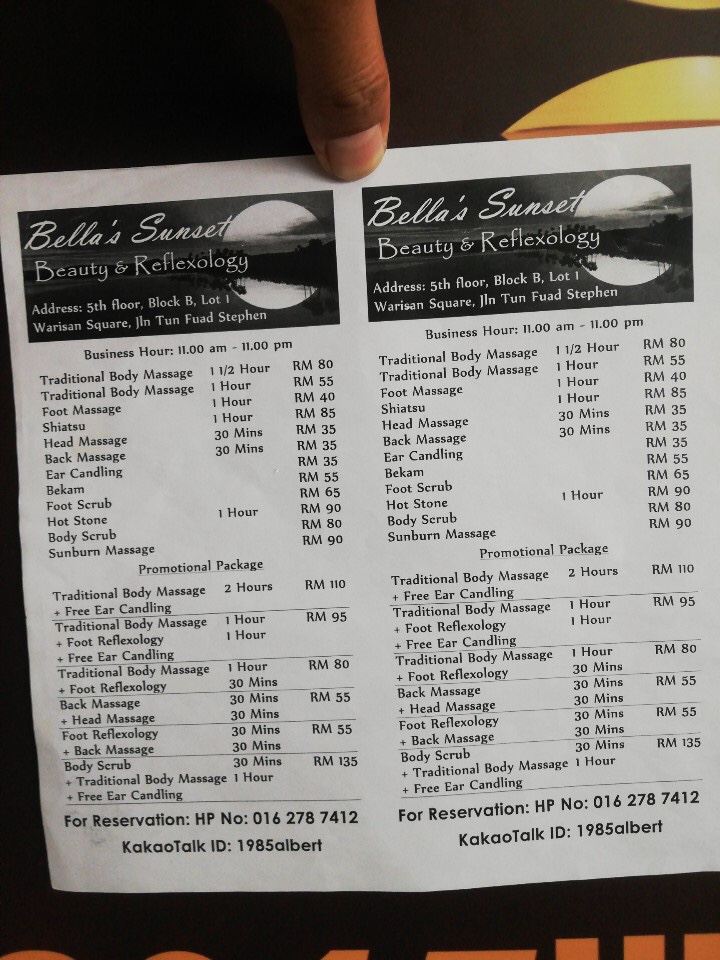 Bella's Sunset
Beauty & Reflexology
Address: 5th floor, Block B, Lot 1
Warisan Square, Jln Tun Fuad Stephen
Business Hour: 11.00 am - 11.00 pm
Traditional Body Massage 1 1/2 Hour RM 80
Traditional Body Massage 1 Hour RM 55
Foot Massage 1 Hour RM 40
Shiatsu 1 Hour RM 85
Head Massage 30 Mins RM 35
Back Massage 30 Mins RM 35
Ear Candling RM 35
Bekam RM 55
Foot Scrub RM 65
Hot Stone 1 Hour RM 90
Body Scrub RM 80
Sunburn Massage RM 90
Promotional Package
Traditional Body Massage 2 Hours RM 110
+ Free Ear Candling
Traditional Body Massage 1 Hour RM 95
+ Foot Reflexology 1 Hour
+ Free Ear Candling
Traditional Body Massage 1 Hour RM 80
+ Foot Reflexology 30 Mins
Back Massage 30 Mins RM 55
+ Head Massage 30 Mins
Foot Reflexology 30 Mins RM 55
+ Back Massage 30 Mins
Body Scrub 30 Mins RM 135
+ Traditional Body Massage 1 Hour
+ Free Ear Candling
For Reservation: HP No: 016 278 7412
KakaoTalk ID: 1985albert
Bella's Sunset
Beauty & Reflexology
Address: 5th floor, Block B, Lot 1
Warisan Square, Jln Tun Fuad Stephen
Business Hour: 11.00 am - 11.00 pm
Traditional Body Massage 1 1/2 Hour RM 80
Traditional Body Massage 1 Hour RM 55
Foot Massage 1 Hour RM 40
Shiatsu 1 Hour RM 85
Head Massage 30 Mins RM 35
Back Massage 30 Mins RM 35
Ear Candling RM 35
Bekam RM 55
Foot Scrub RM 65
Hot Stone 1 Hour RM 90
Body Scrub RM 80
Sunburn Massage RM 90
Promotional Package
Traditional Body Massage 2 Hours RM 110
+ Free Ear Candling
Traditional Body Massage 1 Hour RM 95
+ Foot Reflexology 1 Hour
+ Free Ear Candling
Traditional Body Massage 1 Hour RM 80
+ Foot Reflexology 30 Mins
Back Massage 30 Mins RM 55
+ Head Massage 30 Mins
Foot Reflexology 30 Mins RM 55
+ Back Massage 30 Mins
Body Scrub 30 Mins RM 135
+ Traditional Body Massage 1 Hour
+ Free Ear Candling
For Reservation: HP No: 016 278 7412
KakaoTalk ID: 1985albert